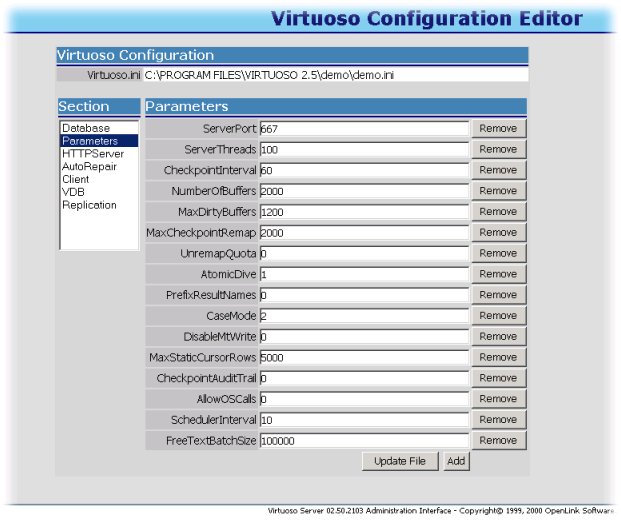 Virtuoso Configuration Editor
Virtuoso Configuration
Virtuoso.ini C:\PROGRAM FILES\VIRTUOSO 2.5\demo\demo.ini
Section
Database
Parameters
HTTPServer
AutoRepair
Client
VDB
Replication
Parameters
ServerPort 667 Remove
ServerThreads 100 Remove
CheckpointInterval 60 Remove
NumberOfBuffers 2000 Remove
MaxDirtyBuffers 1200 Remove
MaxCheckpointRemap 2000 Remove
UnremapQuota 0 Remove
AtomicDive 1 Remove
PrefixResultNames 0 Remove
CaseMode 2 Remove
DisableMtWrite 0 Remove
MaxStaticCursorRows 5000 Remove
CheckpointAuditTrail 0 Remove
AllowOSCalls 0 Remove
SchedulerInterval 10 Remove
FreeTextBatchSize 100000 Remove
Update File Add
Virtuoso Server 02.50.2103 Administration Interface - Copyright© 1999, 2000 OpenLink Software